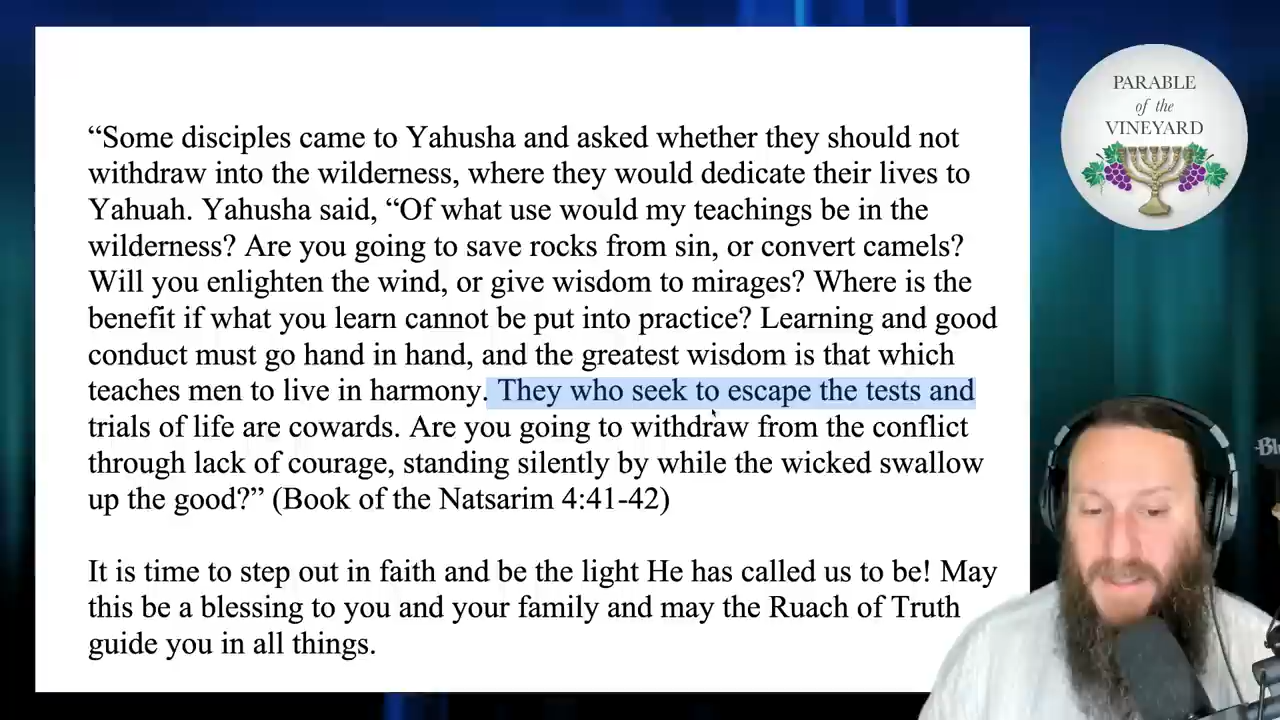 “Some disciples came to Yahusha and asked whether they should not
withdraw into the wilderness, where they would dedicate their lives to
Yahuah. Yahusha said, “Of what use would my teachings be in the
wilderness? Are you going to save rocks from sin, or convert camels?
Will you enlighten the wind, or give wisdom to mirages? Where is the
benefit if what you learn cannot be put into practice? Learning and good
conduct must go hand in hand, and the greatest wisdom is that which
teaches men to live in harmony. They who seek to escape the tests and
trials of life are cowards. Are you going to withdraw from the conflict
through lack of courage, standing silently by while the wicked swallow
up the good?” (Book of the Natsarim 4:41-42)
It is time to step out in faith and be the light He has called us to be! May
this be a blessing to you and your family and may the Ruach of Truth
guide you in all things.
PARABLE
of the
VINEYARD